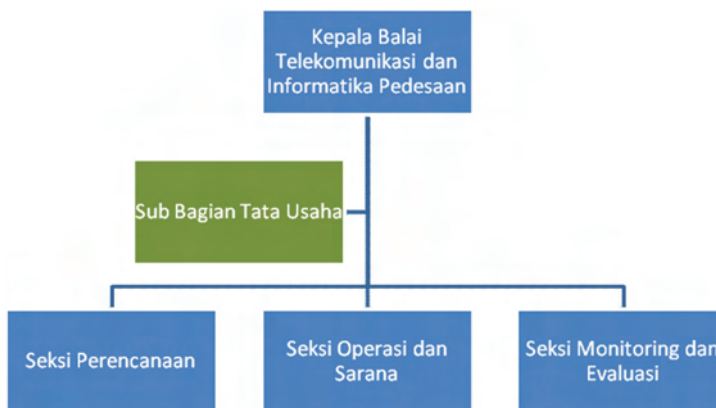 Kepala Balai
Telekomunikasi dan
Informatika Pedesaan
Sub Bagian Tata Usaha
Seksi Perencanaan
Seksi Operasi dan
Sarana
Seksi Monitoring dan
Evaluasi